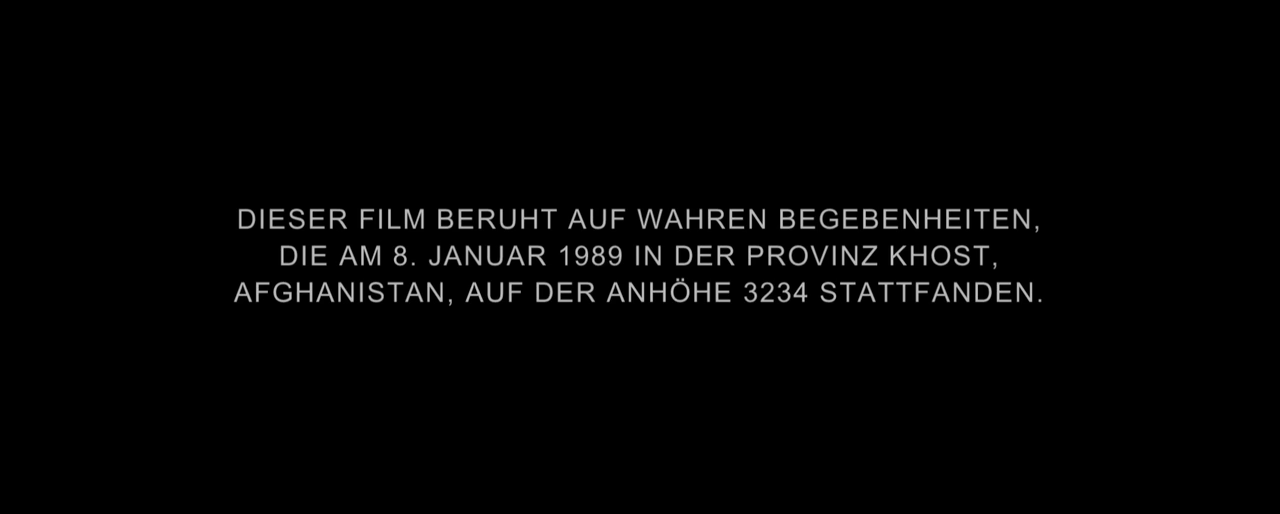 DIESER FILM BERUHT AUF WAHREN BEGEBENHEITEN,
DIE AM 8. JANUAR 1989 IN DER PROVINZ KHOST,
AFGHANISTAN, AUF DER ANHÖHE 3234 STATTFANDEN.